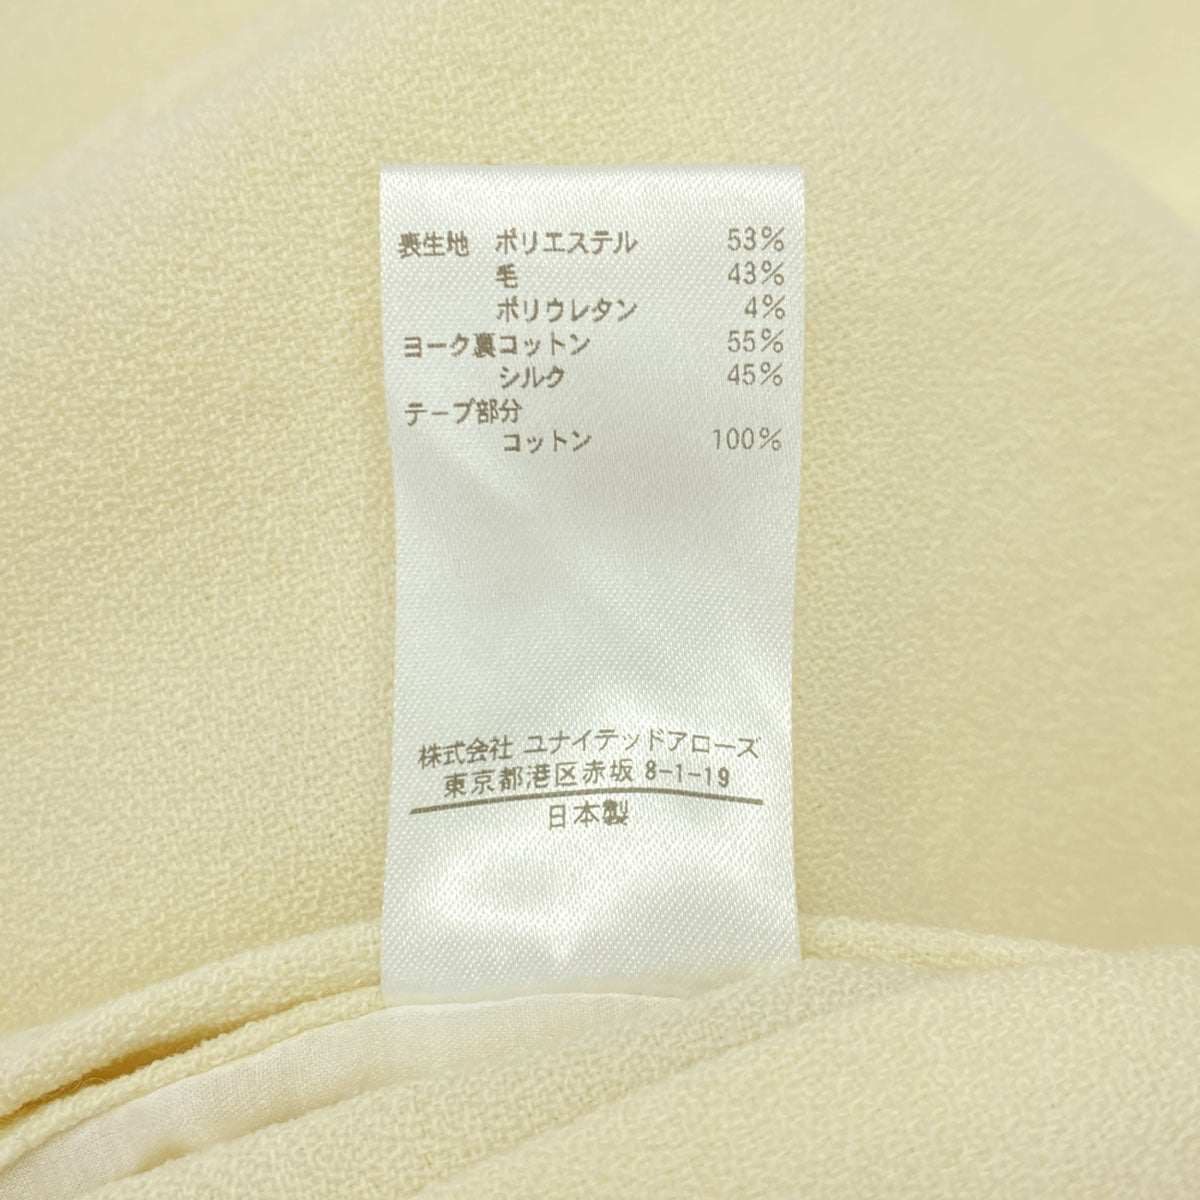 表生地 ポリエステル 53%
毛 43%
ポリウレタン 4%
ヨーク裏コットン 55%
シルク 45%
テープ部分
コットン 100%
株式会社 ユナイテッドアローズ
東京都港区赤坂 8-1-19
日本製